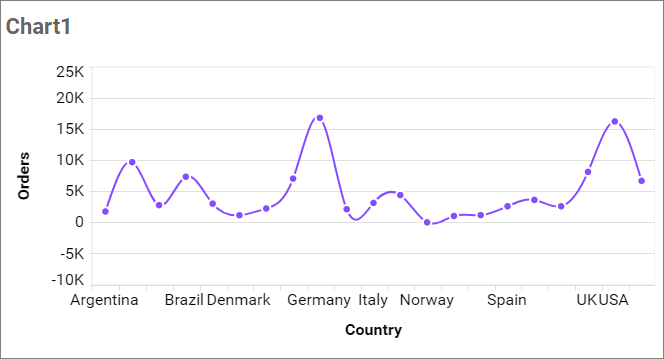 Chart1
25K
20K
15K
10K
5K
0
-5K
-10K
Orders
Argentina Brazil Denmark Germany Italy Norway Spain UK USA
Country